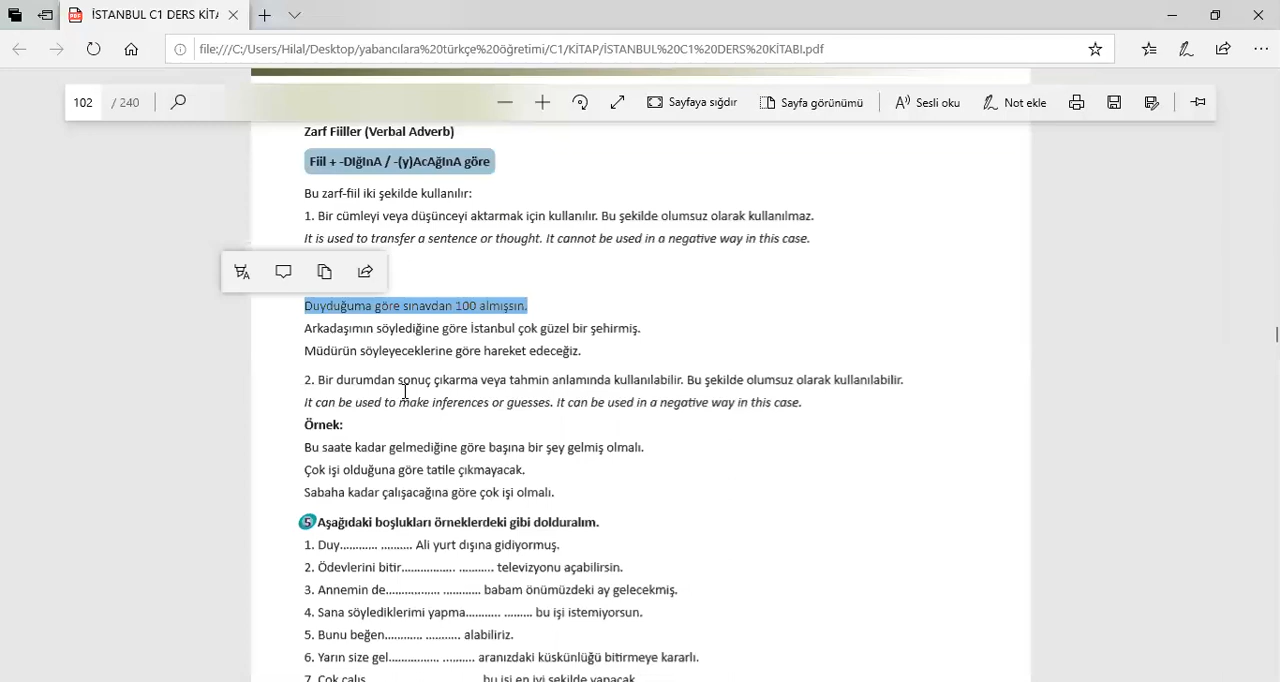 İSTANBUL C1 DERS KİTA
file:///C:/Users/Hilal/Desktop/yabancılara%20türkçe%20öğretimi/C1/KİTAP/İSTANBUL%20C1%20DERS%20KİTABI.pdf
102 / 240 Sayfaya sığdır Sayfa görünümü Sesli oku Not ekle
Zarf Fiiller (Verbal Adverb)
Fiil + -DIğInA / -(y)AcAğInA göre
Bu zarf-fiil iki şekilde kullanılır:
1. Bir cümleyi veya düşünceyi aktarmak için kullanılır. Bu şekilde olumsuz olarak kullanılmaz.
It is used to transfer a sentence or thought. It cannot be used in a negative way in this case.
Duyduğuma göre sınavdan 100 almışsın.
Arkadaşımın söylediğine göre İstanbul çok güzel bir şehirmiş.
Müdürün söyleyeceklerine göre hareket edeceğiz.
2. Bir durumdan sonuç çıkarma veya tahmin anlamında kullanılabilir. Bu şekilde olumsuz olarak kullanılabilir.
It can be used to make inferences or guesses. It can be used in a negative way in this case.
Örnek:
Bu saate kadar gelmediğine göre başına bir şey gelmiş olmalı.
Çok işi olduğuna göre tatile çıkmayacak.
Sabaha kadar çalışacağına göre çok işi olmalı.
5 Aşağıdaki boşlukları örneklerdeki gibi dolduralım.
1. Duy............ .......... Ali yurt dışına gidiyormuş.
2. Ödevlerini bitir................. ........... televizyonu açabilirsin.
3. Annemin de................. ............ babam önümüzdeki ay gelecekmiş.
4. Sana söylediklerimi yapma........... ......... bu işi istemiyorsun.
5. Bunu beğen........... ........... alabiliriz.
6. Yarın size gel................ .......... aranızdaki küskünlüğü bitirmeye kararlı.
7. Çok çalış bu işi en iyi şekilde yapacak.